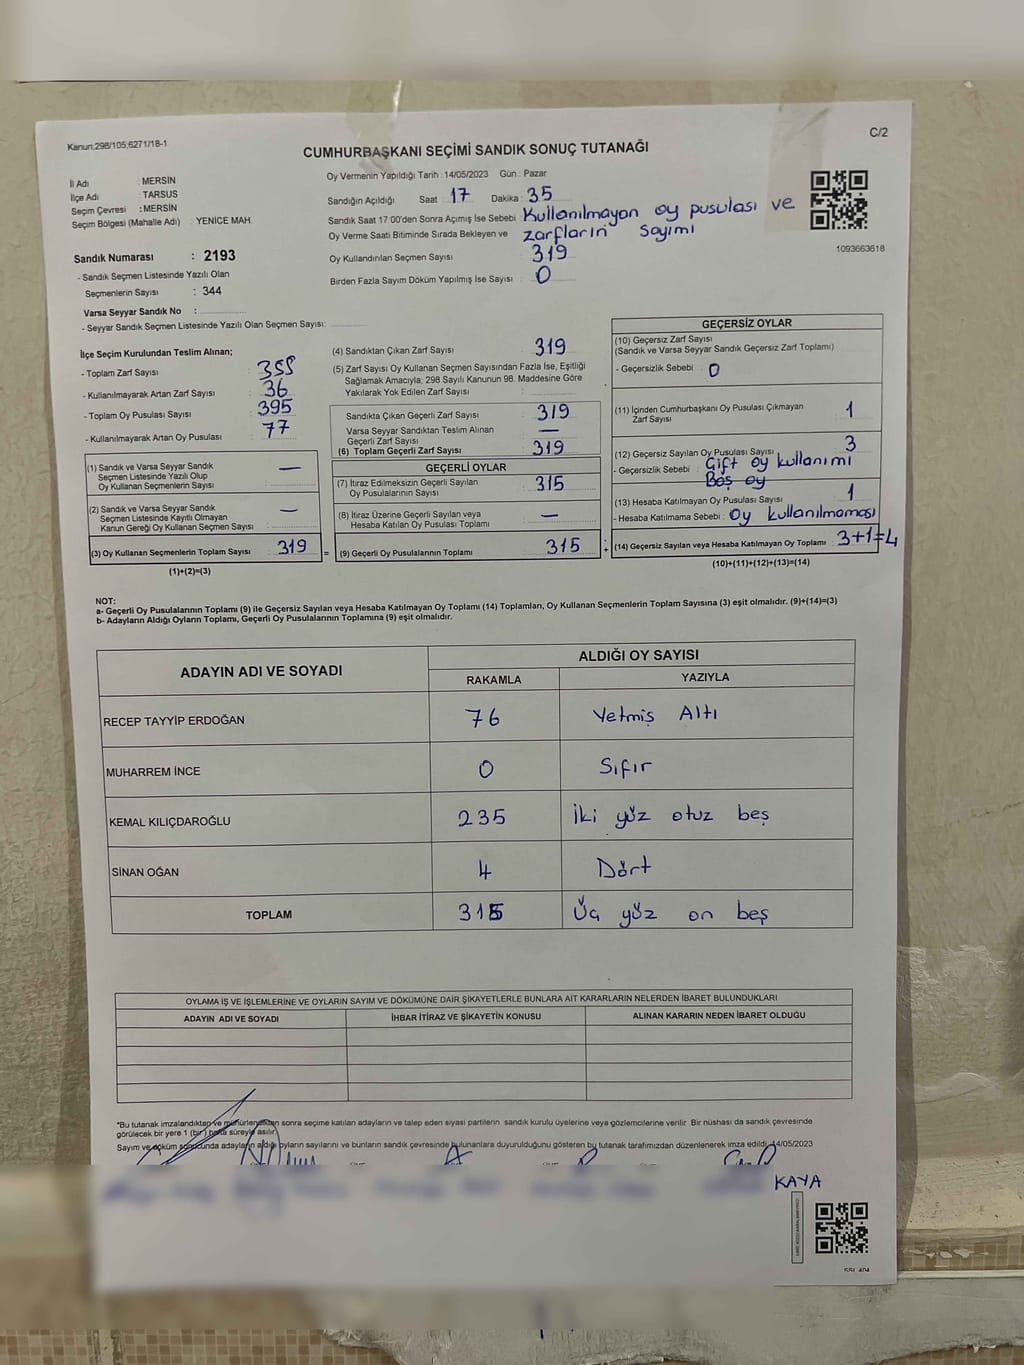 Kanun:298/105;6271/18-1
C/2
CUMHURBAŞKANI SEÇİMİ SANDIK SONUÇ TUTANAĞI
İl Adı : MERSİN
İlçe Adı : TARSUS
Seçim Çevresi : MERSİN
Seçim Bölgesi (Mahalle Adı) : YENİCE MAH.
Oy Vermenin Yapıldığı Tarih : 14/05/2023 Gün : Pazar
Sandığın Açıldığı Saat 17 Dakika : 35
Sandık Saat 17:00'den Sonra Açımış İse Sebebi : Kullanılmayan oy pusulası ve
Oy Verme Saati Bitiminde Sırada Bekleyen ve zarfların sayımı
Oy Kullandırılan Seçmen Sayısı : 319
Birden Fazla Sayım Döküm Yapılmış İse Sayısı : 0
1093663618
Sandık Numarası : 2193
- Sandık Seçmen Listesinde Yazılı Olan
Seçmenlerin Sayısı : 344
Varsa Seyyar Sandık No :
- Seyyar Sandık Seçmen Listesinde Yazılı Olan Seçmen Sayısı:
İlçe Seçim Kurulundan Teslim Alınan;
- Toplam Zarf Sayısı : 355
- Kullanılmayarak Artan Zarf Sayısı : 36
- Toplam Oy Pusulası Sayısı : 395
- Kullanılmayarak Artan Oy Pusulası : 77
(1) Sandık ve Varsa Seyyar Sandık
Seçmen Listesinde Yazılı Olup
Oy Kullanan Seçmenlerin Sayısı : —
(2) Sandık ve Varsa Seyyar Sandık
Seçmen Listesinde Kayıtlı Olmayan
Kanun Gereği Oy Kullanan Seçmen Sayısı : —
(3) Oy Kullanan Seçmenlerin Toplam Sayısı : 319
(1)+(2)=(3)
(4) Sandıktan Çıkan Zarf Sayısı : 319
(5) Zarf Sayısı Oy Kullanan Seçmen Sayısından Fazla İse, Eşitliği
Sağlamak Amacıyla; 298 Sayılı Kanunun 98. Maddesine Göre
Yakılarak Yok Edilen Zarf Sayısı :
Sandıkta Çıkan Geçerli Zarf Sayısı : 319
Varsa Seyyar Sandıktan Teslim Alınan
Geçerli Zarf Sayısı : —
(6) Toplam Geçerli Zarf Sayısı : 319
GEÇERLİ OYLAR
(7) İtiraz Edilmeksizin Geçerli Sayılan
Oy Pusulalarının Sayısı : 315
(8) İtiraz Üzerine Geçerli Sayılan veya
Hesaba Katılan Oy Pusulası Toplamı : —
= (9) Geçerli Oy Pusulalarının Toplamı : 315
GEÇERSİZ OYLAR
(10) Geçersiz Zarf Sayısı
(Sandık ve Varsa Seyyar Sandık Geçersiz Zarf Toplamı)
- Geçersizlik Sebebi : 0
(11) İçinden Cumhurbaşkanı Oy Pusulası Çıkmayan
Zarf Sayısı : 1
(12) Geçersiz Sayılan Oy Pusulası Sayısı : 3
- Geçersizlik Sebebi : Çift oy kullanımı
Boş oy
(13) Hesaba Katılmayan Oy Pusulası Sayısı : 1
- Hesaba Katılmama Sebebi : Oy kullanılmaması
+ (14) Geçersiz Sayılan veya Hesaba Katılmayan Oy Toplamı : 3+1=4
(10)+(11)+(12)+(13)=(14)
NOT:
a- Geçerli Oy Pusulalarının Toplamı (9) ile Geçersiz Sayılan veya Hesaba Katılmayan Oy Toplamı (14) Toplamları, Oy Kullanan Seçmenlerin Toplam Sayısına (3) eşit olmalıdır. (9)+(14)=(3)
b- Adayların Aldığı Oyların Toplamı, Geçerli Oy Pusulalarının Toplamına (9) eşit olmalıdır.
ADAYIN ADI VE SOYADI
ALDIĞI OY SAYISI
RAKAMLA YAZIYLA
RECEP TAYYİP ERDOĞAN 76 Yetmiş Altı
MUHARREM İNCE 0 Sıfır
KEMAL KILIÇDAROĞLU 235 İki yüz otuz beş
SİNAN OĞAN 4 Dört
TOPLAM 315 Üç yüz on beş
OYLAMA İŞ VE İŞLEMLERİNE VE OYLARIN SAYIM VE DÖKÜMÜNE DAİR ŞİKAYETLERLE BUNLARA AİT KARARLARIN NELERDEN İBARET BULUNDUKLARI
ADAYIN ADI VE SOYADI İHBAR İTİRAZ VE ŞİKAYETİN KONUSU ALINAN KARARIN NEDEN İBARET OLDUĞU
*Bu tutanak imzalandıktan ve mühürlendikten sonra seçime katılan adayların ve talep eden siyasi partilerin sandık kurulu üyelerine veya gözlemcilerine verilir. Bir nüshası da sandık çevresinde
görülecek bir yere 1 (bir) hafta süreyle asılır.
Sayım ve döküm sonucunda adayların aldığı oyların sayılarını ve bunların sandık çevresinde bulunanlara duyurulduğunu gösteren bu tutanak tarafımızdan düzenlenerek imza edildi. 14/05/2023
KAYA